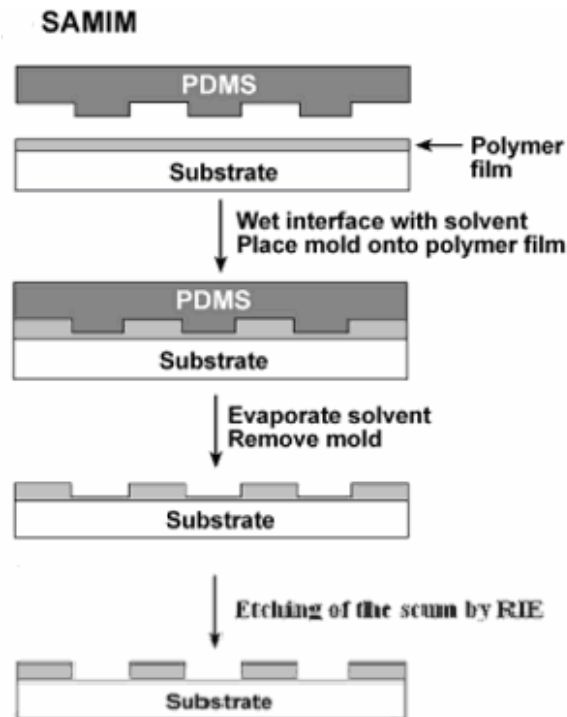 SAMIM
PDMS
Polymer
film
Substrate
Wet interface with solvent
Place mold onto polymer film
PDMS
Substrate
Evaporate solvent
Remove mold
Substrate
Etching of the scum by RIE
Substrate